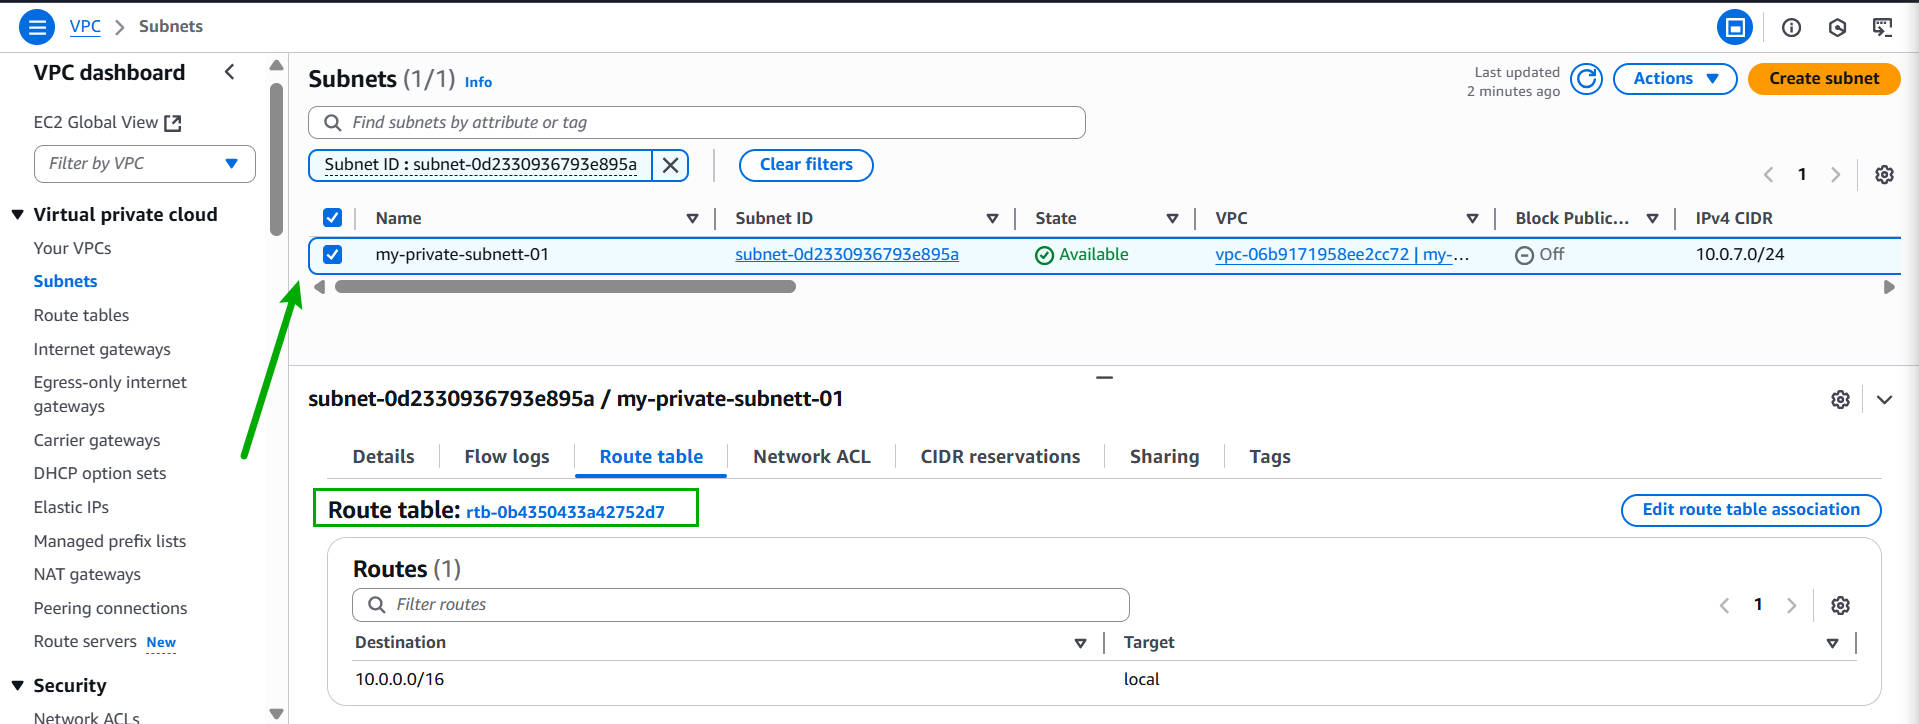 VPC > Subnets
VPC dashboard
EC2 Global View
Filter by VPC
Virtual private cloud
Your VPCs
Subnets
Route tables
Internet gateways
Egress-only internet
gateways
Carrier gateways
DHCP option sets
Elastic IPs
Managed prefix lists
NAT gateways
Peering connections
Route servers New
Security
Network ACLs
Subnets (1/1) Info
Last updated
2 minutes ago
Actions
Create subnet
Find subnets by attribute or tag
Subnet ID : subnet-0d2330936793e895a
Clear filters
1
Name Subnet ID State VPC Block Public... IPv4 CIDR
my-private-subnett-01 subnet-0d2330936793e895a Available vpc-06b9171958ee2cc72 | my-... Off 10.0.7.0/24
subnet-0d2330936793e895a / my-private-subnett-01
Details Flow logs Route table Network ACL CIDR reservations Sharing Tags
Route table: rtb-0b4350433a42752d7
Edit route table association
Routes (1)
Filter routes
1
Destination Target
10.0.0.0/16 local